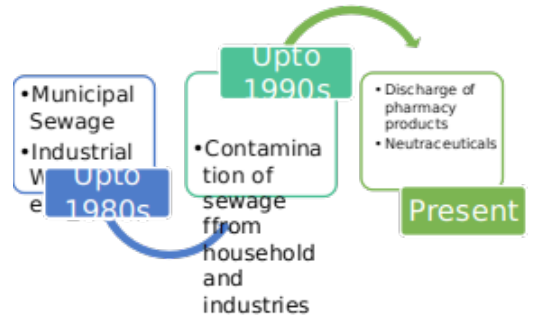 •Municipal
Sewage
•Industrial
Upto
1980s
Upto
1990s
•Contamina
tion of
sewage
ffrom
household
and
industries
•Discharge of
pharmacy
products
•Neutraceuticals
Present